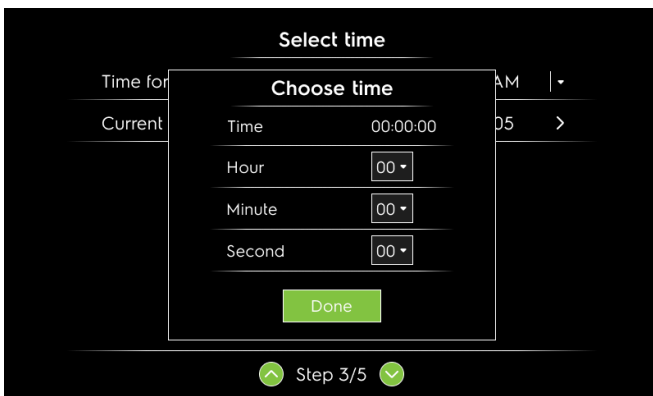 Select time
Time for AM
Choose time
Current 05
Time 00:00:00
Hour 00
Minute 00
Second 00
Done
Step 3/5